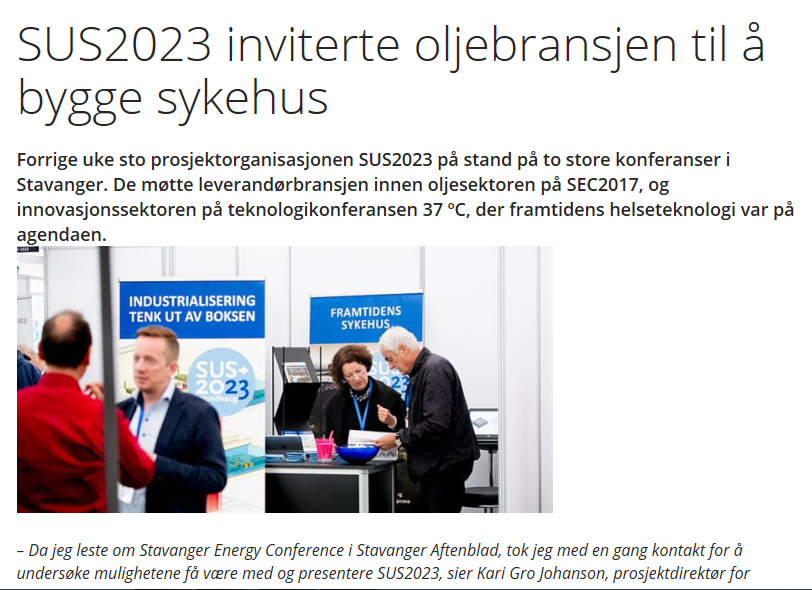 SUS2023 inviterte oljebransjen til å
bygge sykehus
Forrige uke sto prosjektorganisasjonen SUS2023 på stand på to store konferanser i
Stavanger. De møtte leverandørbransjen innen oljesektoren på SEC2017, og
innovasjonssektoren på teknologikonferansen 37 ºC, der framtidens helseteknologi var på
agendaen.
INDUSTRIALISERING
TENK UT AV BOKSEN
SUS+
2023
FRAMTIDENS
SYKEHUS
– Da jeg leste om Stavanger Energy Conference i Stavanger Aftenblad, tok jeg med en gang kontakt for å
undersøke mulighetene få være med og presentere SUS2023, sier Kari Gro Johanson, prosjektdirektør for